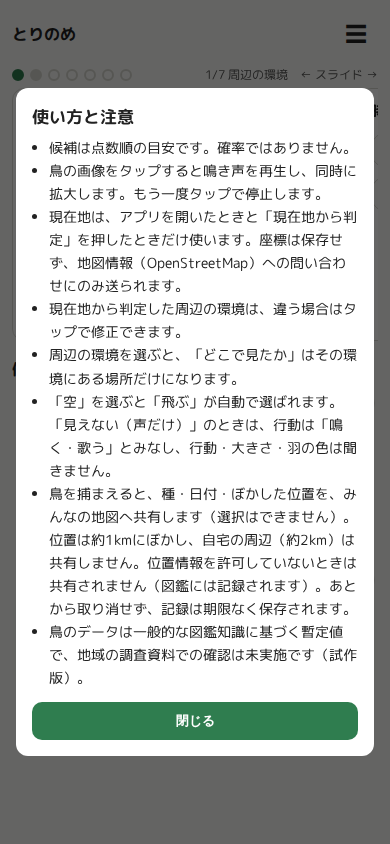 とりのめ
☰
1/7 周辺の環境 ← スライド →
使い方と注意
• 候補は点数順の目安です。確率ではありません。
• 鳥の画像をタップすると鳴き声を再生し、同時に
拡大します。もう一度タップで停止します。
• 現在地は、アプリを開いたときと「現在地から判
定」を押したときだけ使います。座標は保存せ
ず、地図情報（OpenStreetMap）への問い合わ
せにのみ送られます。
• 現在地から判定した周辺の環境は、違う場合はタ
ップで修正できます。
• 周辺の環境を選ぶと、「どこで見たか」はその環
境にある場所だけになります。
• 「空」を選ぶと「飛ぶ」が自動で選ばれます。
「見えない（声だけ）」のときは、行動は「鳴
く・歌う」とみなし、行動・大きさ・羽の色は聞
きません。
• 鳥を捕まえると、種・日付・ぼかした位置を、み
んなの地図へ共有します（選択はできません）。
位置は約1kmにぼかし、自宅の周辺（約2km）は
共有しません。位置情報を許可していないときは
共有されません（図鑑には記録されます）。あと
から取り消せず、記録は期限なく保存されます。
• 鳥のデータは一般的な図鑑知識に基づく暫定値
で、地域の調査資料での確認は未実施です（試作
版）。
閉じる